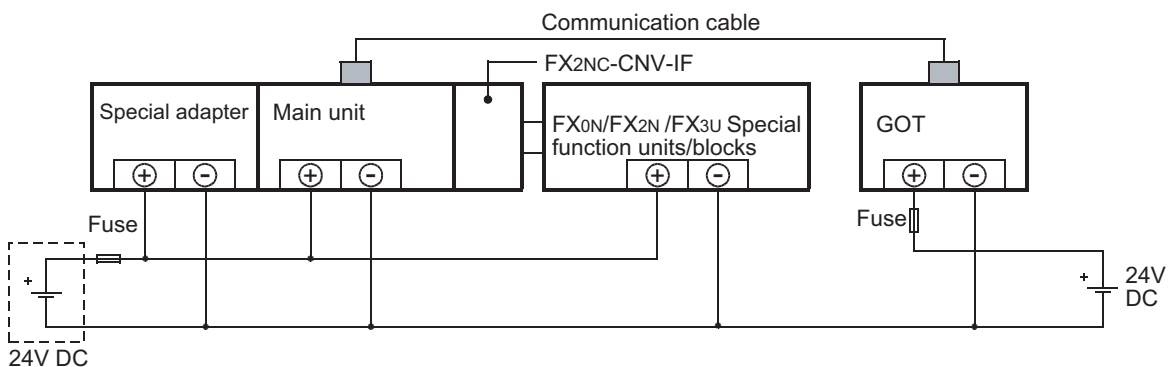 Communication cable
FX2NC-CNV-IF
Special adapter
Main unit
FX0N/FX2N /FX3U Special
function units/blocks
GOT
+ - + - + - + -
Fuse
Fuse
+
+
24V
DC
24V DC